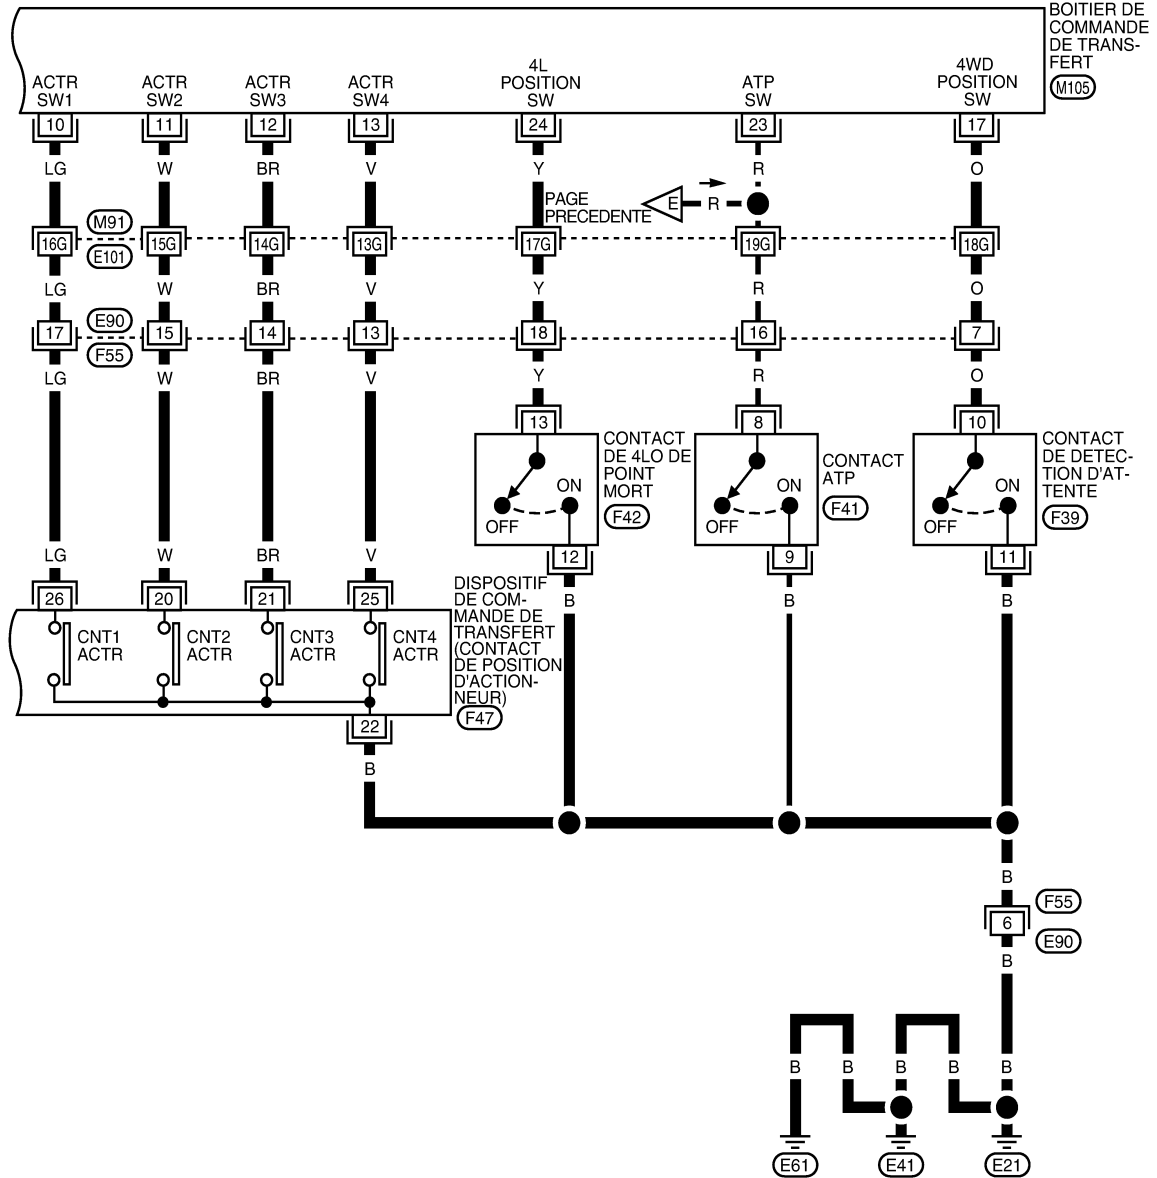 BOITIER DE
COMMANDE
DE TRANS-
FERT
M105
ACTR
SW1
ACTR
SW2
ACTR
SW3
ACTR
SW4
4L
POSITION
SW
ATP
SW
4WD
POSITION
SW
10 11 12 13 24 23 17
LG W BR V Y R O
PAGE
PRECEDENTE
E R
M91
16G 15G 14G 13G 17G 19G 18G
E101
LG W BR V Y R O
E90
17 15 14 13 18 16 7
F55
LG W BR V Y R O
13 8 10
CONTACT
DE 4LO DE
POINT
MORT
F42
CONTACT
ATP
F41
CONTACT
DE DETEC-
TION D'AT-
TENTE
F39
ON ON ON
OFF OFF OFF
LG W BR V
12 9 11
B B B
26 20 21 25
DISPOSITIF
DE COM-
MANDE DE
TRANSFERT
(CONTACT
DE POSITION
D'ACTION-
NEUR)
F47
CNT1
ACTR
CNT2
ACTR
CNT3
ACTR
CNT4
ACTR
22
B
B
F55
6
E90
B
B B B B B
E61 E41 E21